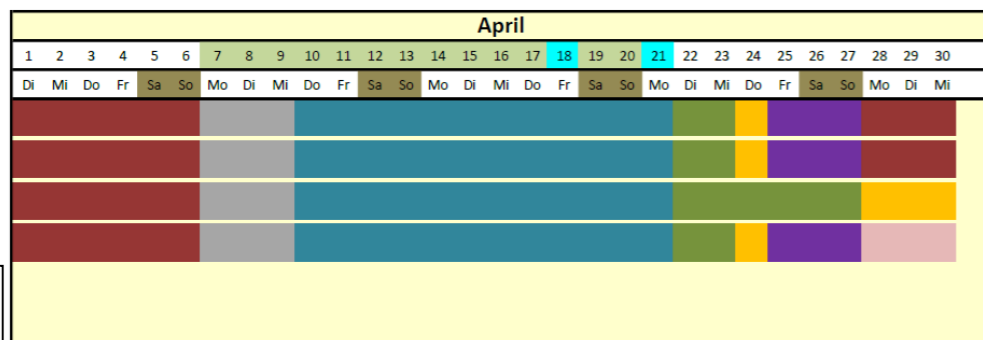 April
1 2 3 4 5 6 7 8 9 10 11 12 13 14 15 16 17 18 19 20 21 22 23 24 25 26 27 28 29 30
Di Mi Do Fr Sa So Mo Di Mi Do Fr Sa So Mo Di Mi Do Fr Sa So Mo Di Mi Do Fr Sa So Mo Di Mi